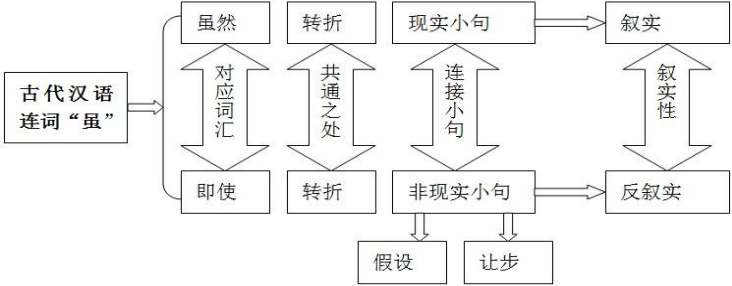 虽然
转折
现实小句
叙实
古代汉语
连词“虽”
对应词汇
共通之处
连接小句
叙实性
即使
转折
非现实小句
反叙实
假设
让步